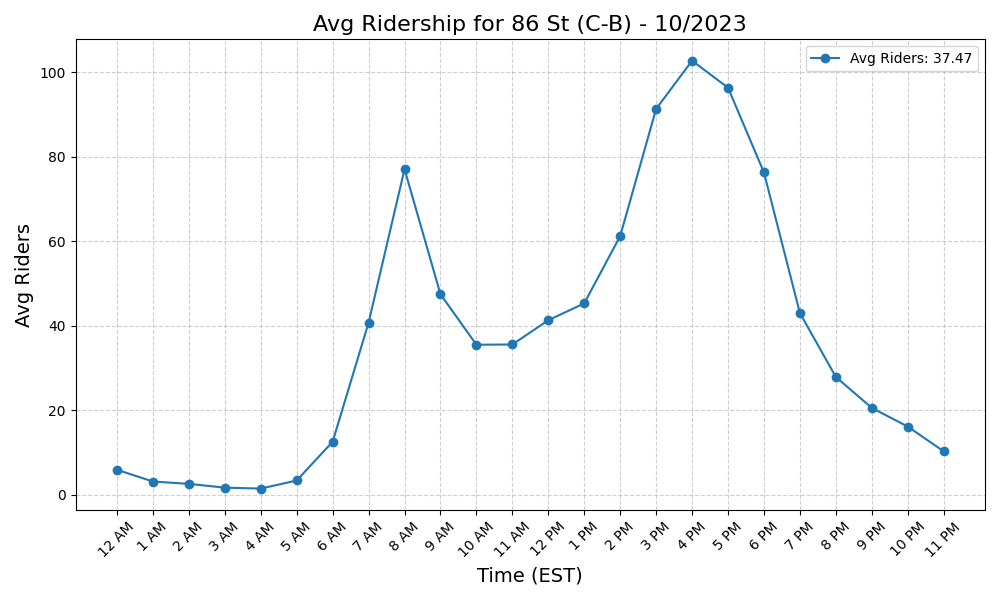 Avg Ridership for 86 St (C-B) - 10/2023
Avg Riders: 37.47
Avg Riders
100
80
60
40
20
0
12 AM
1 AM
2 AM
3 AM
4 AM
5 AM
6 AM
7 AM
8 AM
9 AM
10 AM
11 AM
12 PM
1 PM
2 PM
3 PM
4 PM
5 PM
6 PM
7 PM
8 PM
9 PM
10 PM
11 PM
Time (EST)